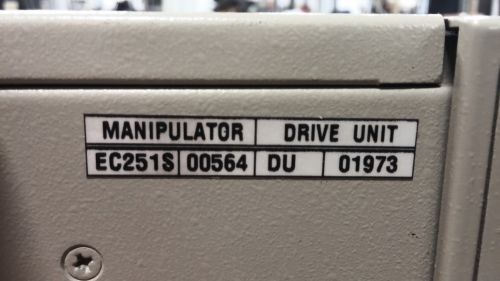 MANIPULATOR DRIVE UNIT
EC251S 00564 DU 01973